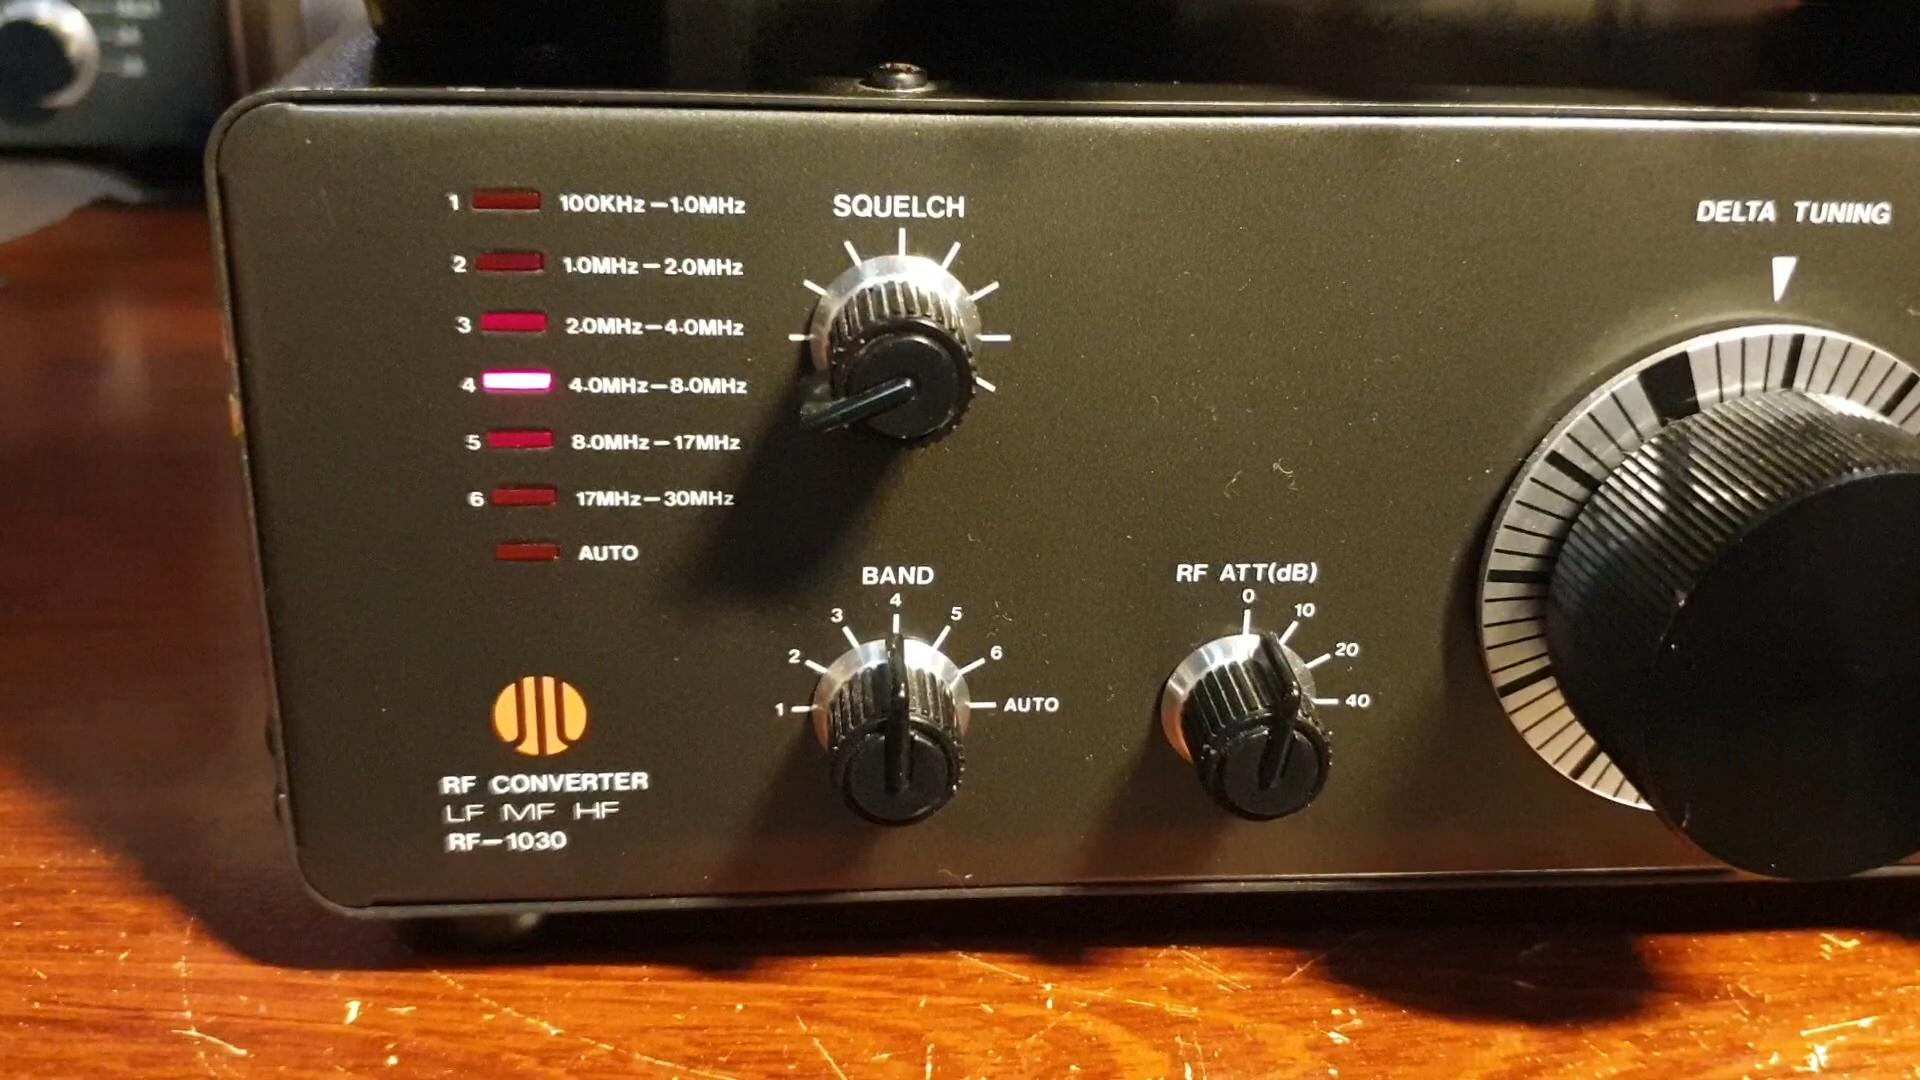 1 100KHz-1.0MHz
2 1.0MHz-2.0MHz
3 2.0MHz-4.0MHz
4 4.0MHz-8.0MHz
5 8.0MHz-17MHz
6 17MHz-30MHz
AUTO
SQUELCH
DELTA TUNING
BAND
1 2 3 4 5 6 AUTO
RF ATT(dB)
0 10 20 40
RF CONVERTER
LF MF HF
RF-1030